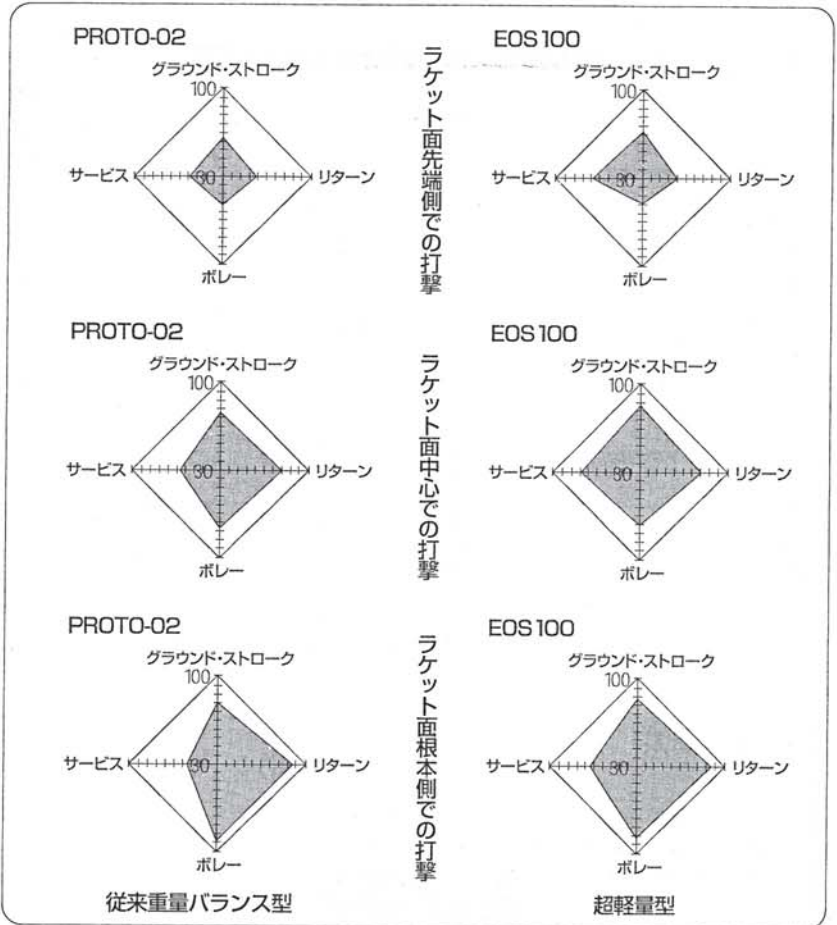 PROTO-02
グラウンド・ストローク
100
サービス
30
リターン
ボレー
ラケット面先端側での打撃
EOS 100
グラウンド・ストローク
100
サービス
30
リターン
ボレー
PROTO-02
グラウンド・ストローク
100
サービス
30
リターン
ボレー
ラケット面中心での打撃
EOS 100
グラウンド・ストローク
100
サービス
30
リターン
ボレー
PROTO-02
グラウンド・ストローク
100
サービス
30
リターン
ボレー
ラケット面根本側での打撃
EOS 100
グラウンド・ストローク
100
サービス
30
リターン
ボレー
従来重量バランス型
超軽量型